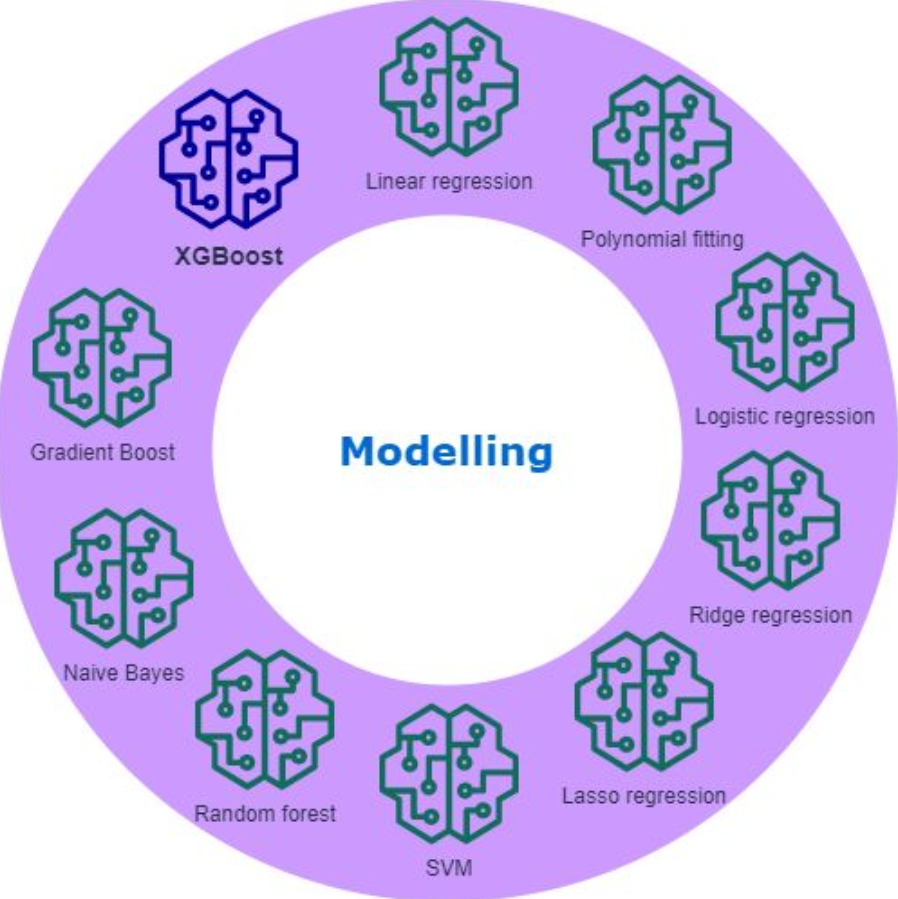 Linear regression
Polynomial fitting
XGBoost
Logistic regression
Gradient Boost
Modelling
Ridge regression
Naive Bayes
Lasso regression
Random forest
SVM